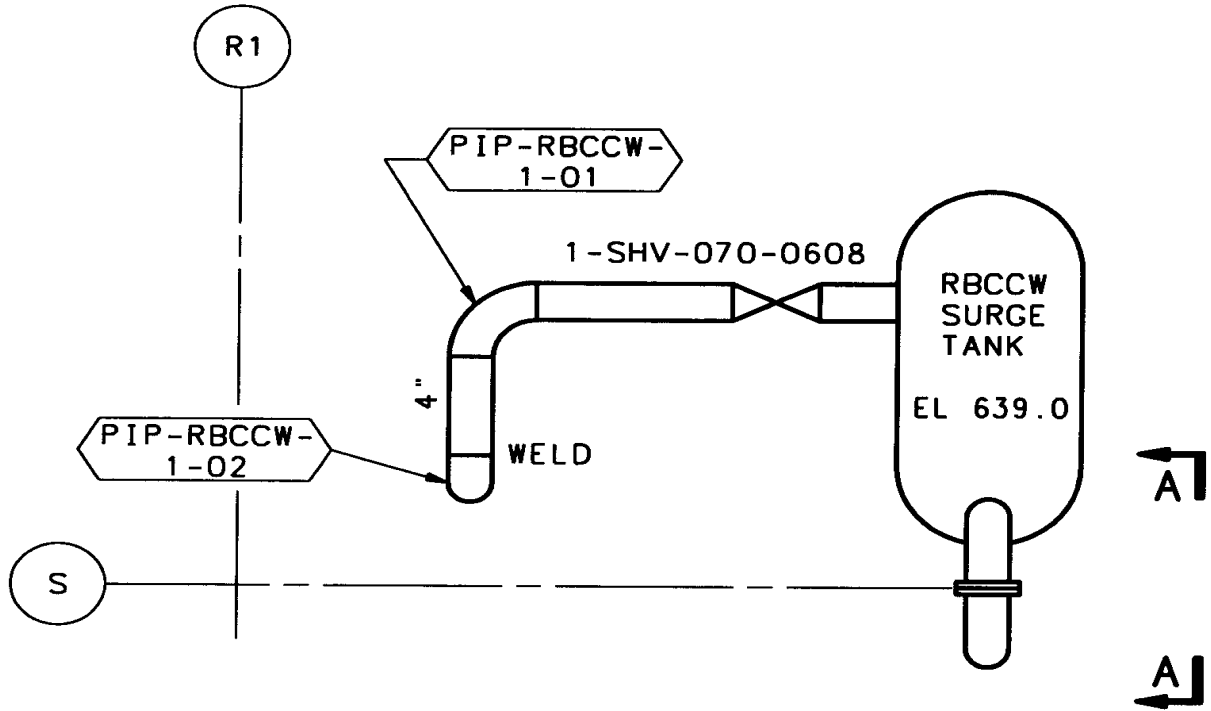 R1
PIP-RBCCW-
1-01
1-SHV-070-0608
RBCCW
SURGE
TANK
EL 639.0
4"
PIP-RBCCW-
1-02
WELD
A
S
A